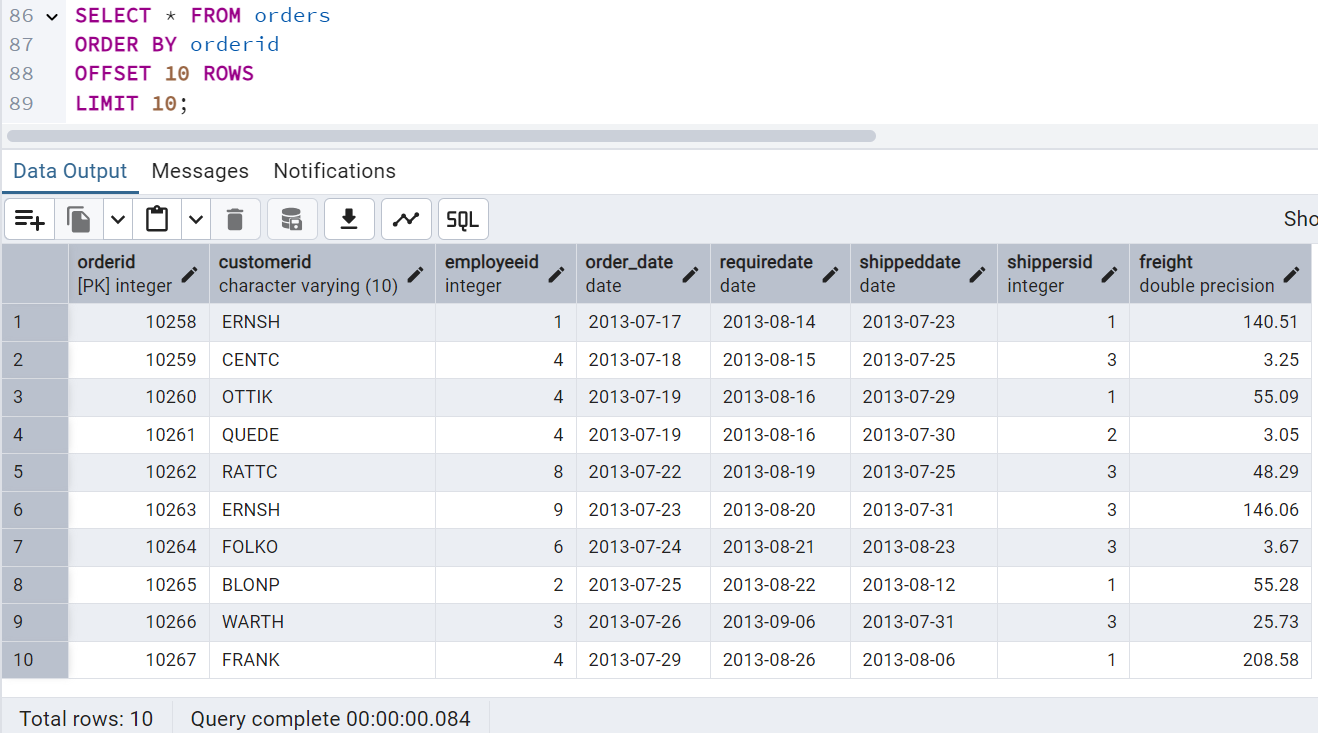 86 SELECT * FROM orders
87 ORDER BY orderid
88 OFFSET 10 ROWS
89 LIMIT 10;
Data Output Messages Notifications
SQL Sho
orderid customerid employeeid order_date requiredate shippeddate shippersid freight
[PK] integer character varying (10) integer date date date integer double precision
1 10258 ERNSH 1 2013-07-17 2013-08-14 2013-07-23 1 140.51
2 10259 CENTC 4 2013-07-18 2013-08-15 2013-07-25 3 3.25
3 10260 OTTIK 4 2013-07-19 2013-08-16 2013-07-29 1 55.09
4 10261 QUEDE 4 2013-07-19 2013-08-16 2013-07-30 2 3.05
5 10262 RATTC 8 2013-07-22 2013-08-19 2013-07-25 3 48.29
6 10263 ERNSH 9 2013-07-23 2013-08-20 2013-07-31 3 146.06
7 10264 FOLKO 6 2013-07-24 2013-08-21 2013-08-23 3 3.67
8 10265 BLONP 2 2013-07-25 2013-08-22 2013-08-12 1 55.28
9 10266 WARTH 3 2013-07-26 2013-09-06 2013-07-31 3 25.73
10 10267 FRANK 4 2013-07-29 2013-08-26 2013-08-06 1 208.58
Total rows: 10 Query complete 00:00:00.084